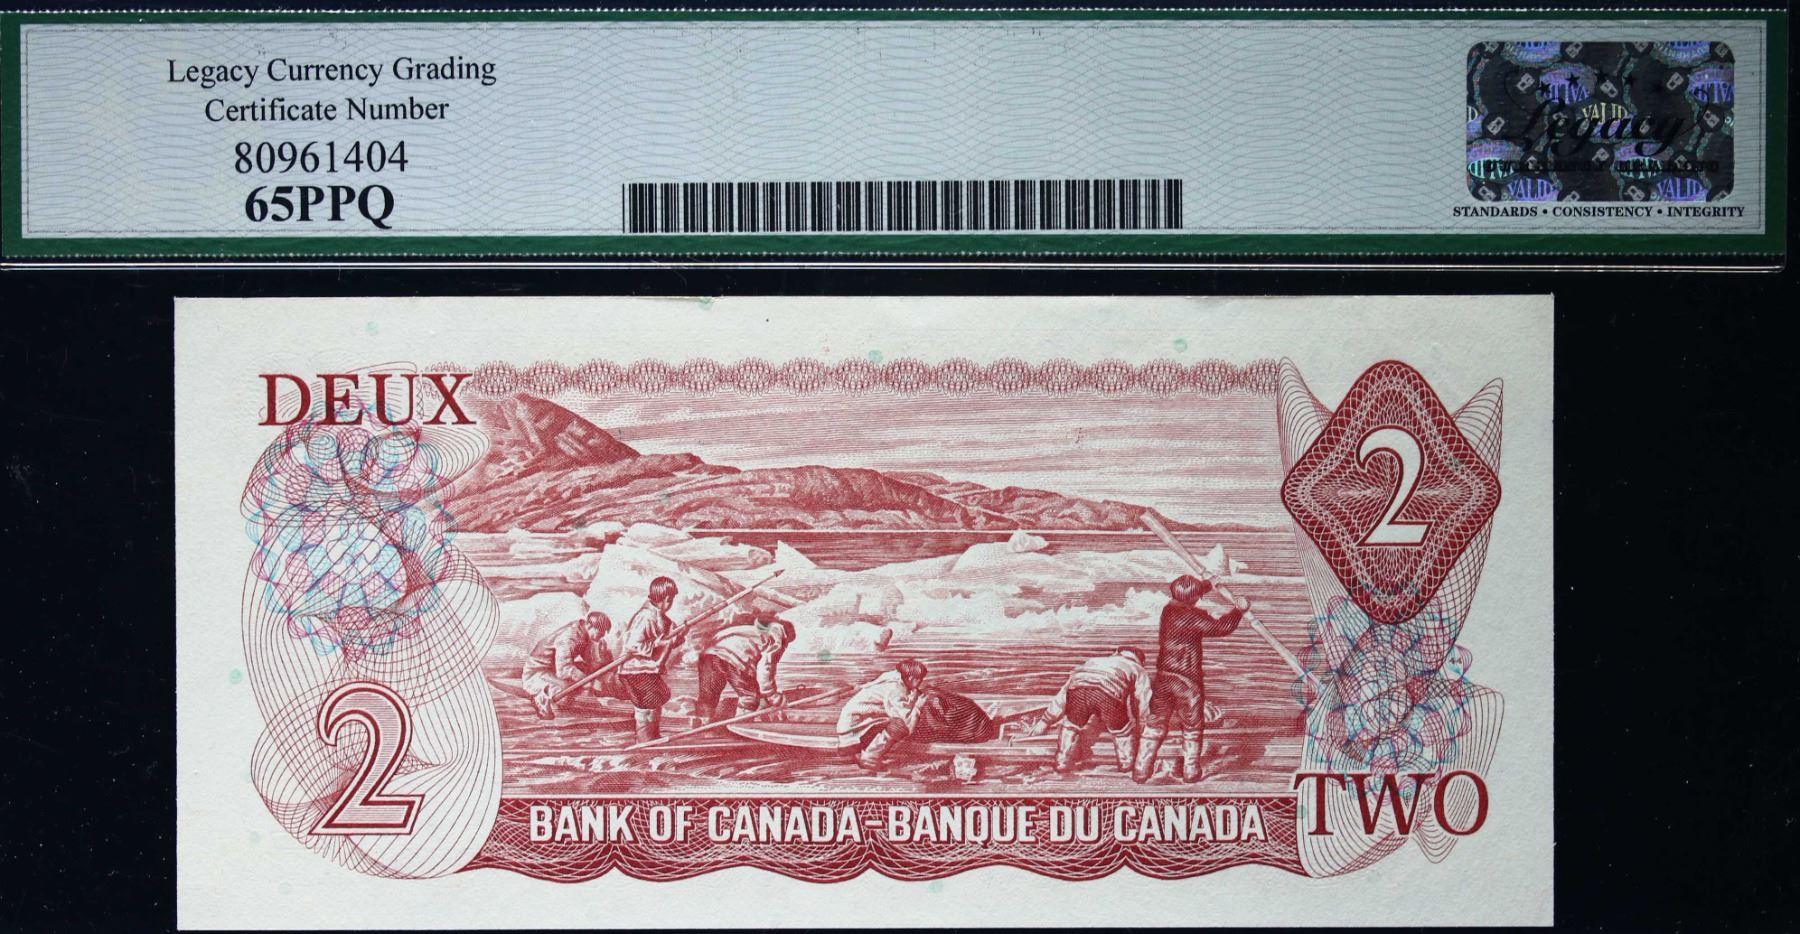 Legacy Currency Grading
Certificate Number
80961404
65PPQ
VALID
Legacy
STANDARDS • CONSISTENCY • INTEGRITY
DEUX
2
2
TWO
BANK OF CANADA-BANQUE DU CANADA